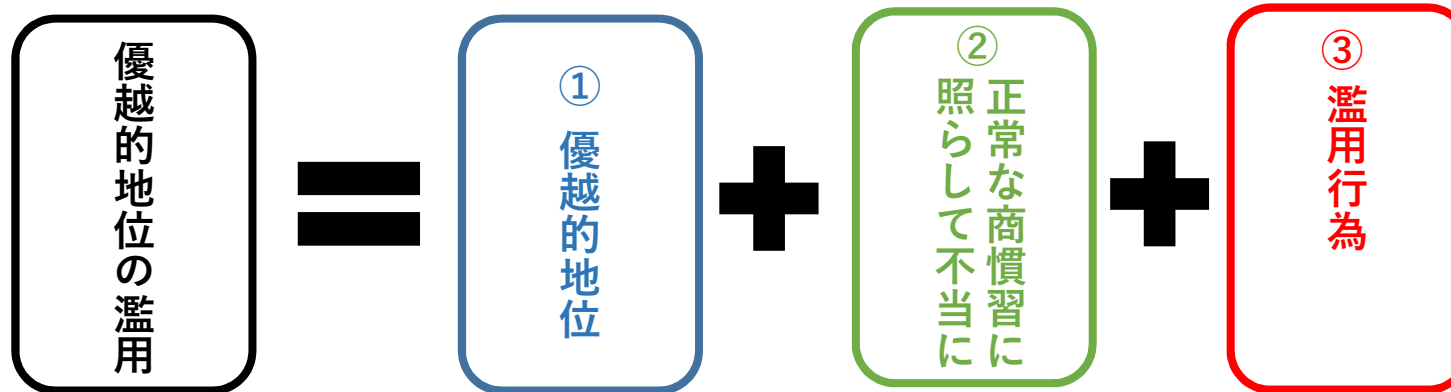 優越的地位の濫用
①
優越的地位
②
正常な商慣習に
照らして不当に
③
濫用行為